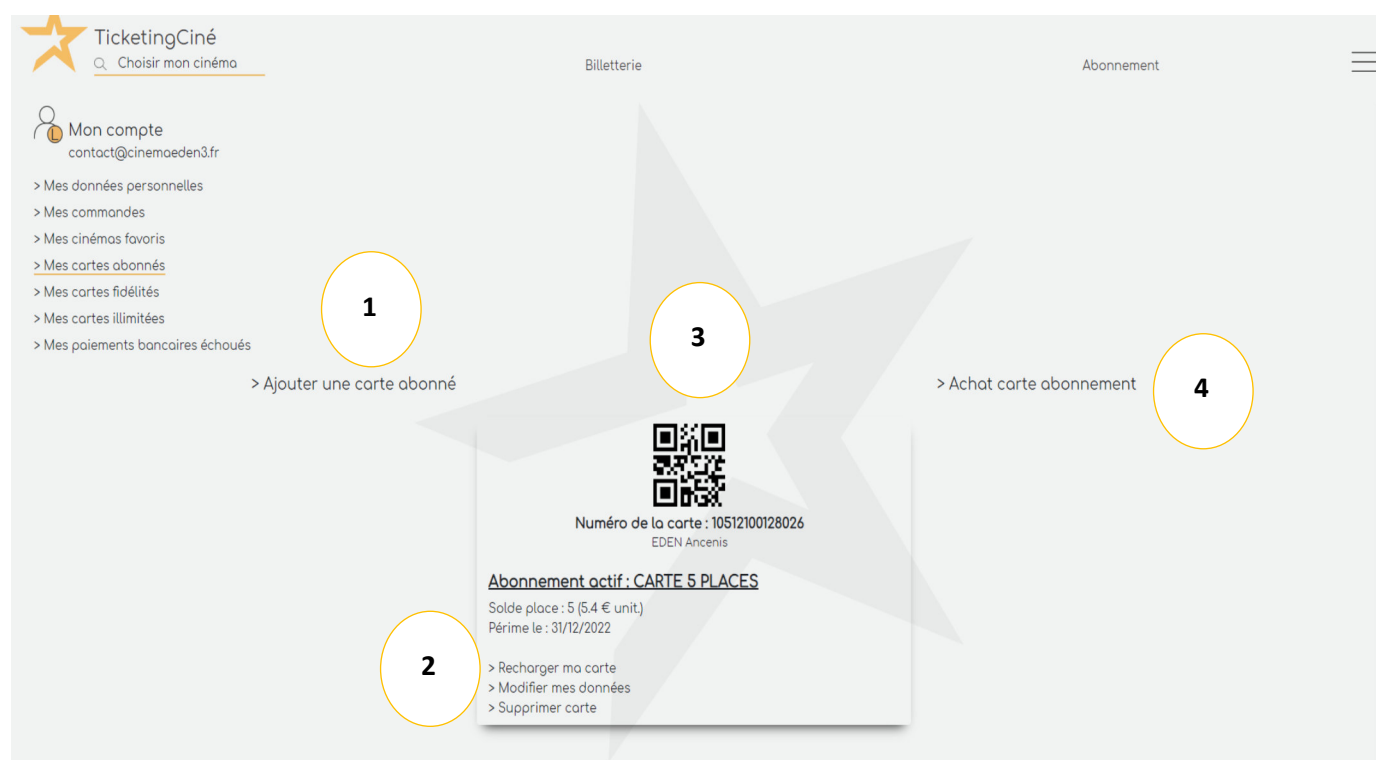 TicketingCiné
Choisir mon cinéma
Billetterie
Abonnement
L
Mon compte
contact@cinemaeden3.fr
> Mes données personnelles
> Mes commandes
> Mes cinémas favoris
> Mes cartes abonnés
> Mes cartes fidélités
> Mes cartes illimitées
> Mes paiements bancaires échoués
1
3
4
> Ajouter une carte abonné
> Achat carte abonnement
Numéro de la carte : 10512100128026
EDEN Ancenis
Abonnement actif : CARTE 5 PLACES
Solde place : 5 (5.4 € unit.)
Périme le : 31/12/2022
2
> Recharger ma carte
> Modifier mes données
> Supprimer carte